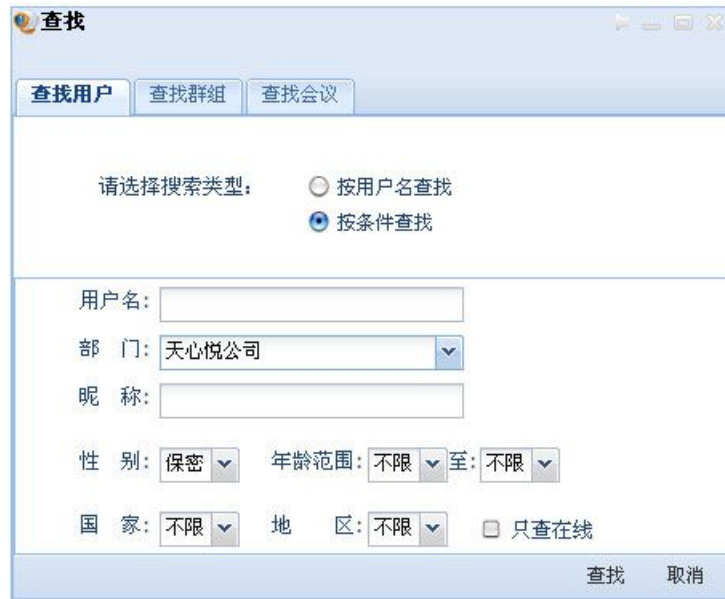 查找
查找用户 查找群组 查找会议
请选择搜索类型: 按用户名查找
按条件查找
用户名:
部 门: 天心悦公司
昵 称:
性 别: 保密 年龄范围: 不限 至: 不限
国 家: 不限 地 区: 不限 只查在线
查找 取消